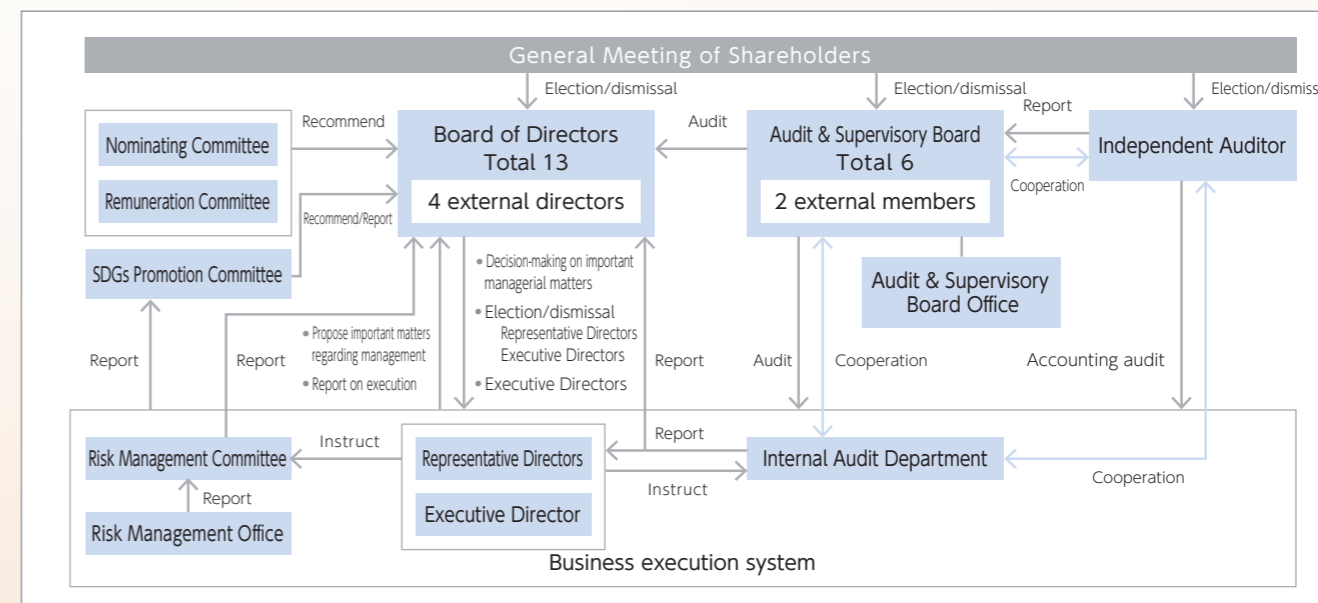 General Meeting of Shareholders
Election/dismissal
Election/dismissal
Election/dismiss
Nominating Committee
Remuneration Committee
Recommend
Board of Directors
Total 13
4 external directors
Audit
Audit & Supervisory Board
Total 6
2 external members
Report
Cooperation
Independent Auditor
SDGs Promotion Committee
Recommend/Report
• Decision-making on important
managerial matters
• Election/dismissal
Representative Directors
Executive Directors
• Executive Directors
Audit & Supervisory
Board Office
Report
Report
• Propose important matters
regarding management
• Report on execution
Report
Audit
Cooperation
Accounting audit
Risk Management Committee
Instruct
Representative Directors
Executive Director
Report
Instruct
Internal Audit Department
Cooperation
Report
Risk Management Office
Business execution system